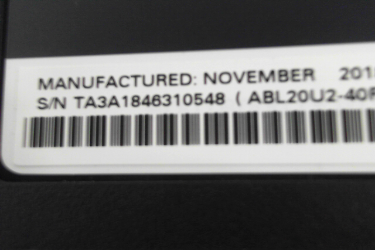 MANUFACTURED: NOVEMBER 201
S/N TA3A1846310548 ( ABL20U2-40